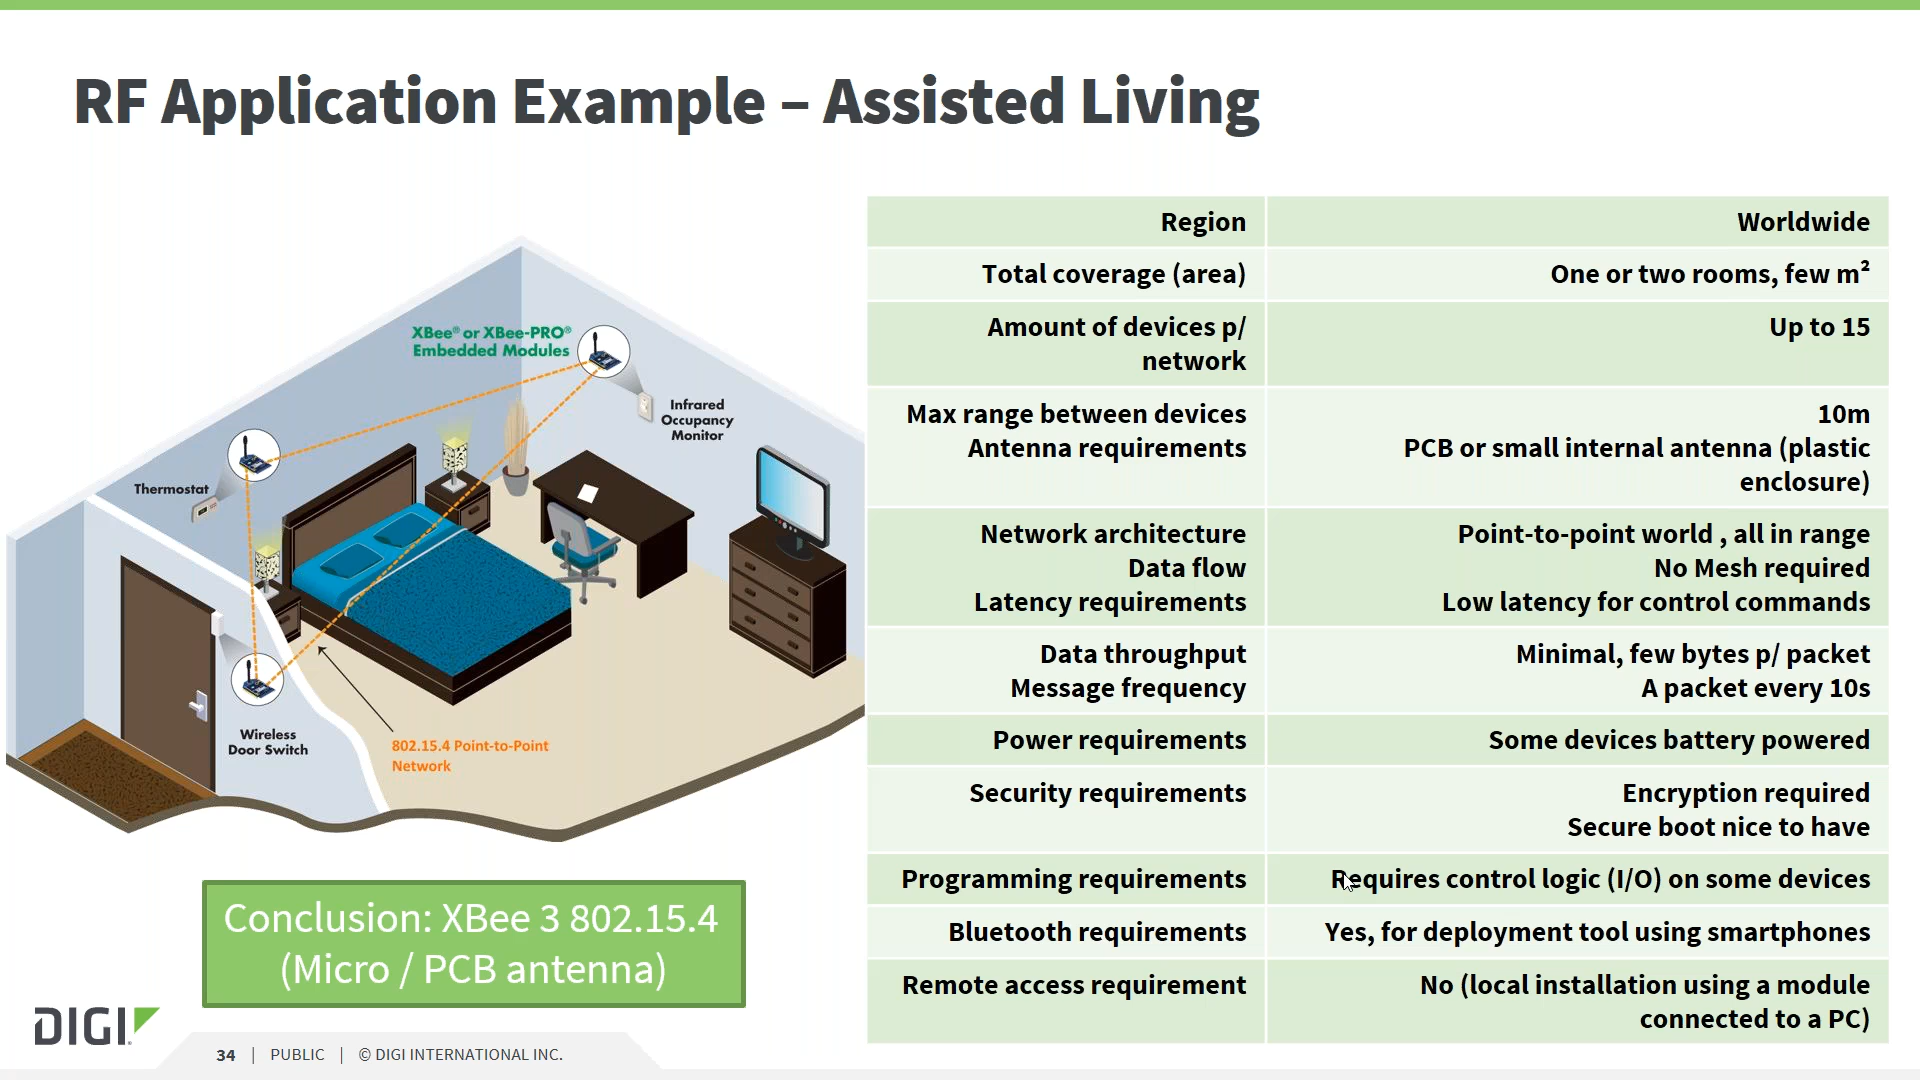 RF Application Example – Assisted Living
XBee® or XBee-PRO®
Embedded Modules
Infrared
Occupancy
Monitor
Thermostat
Wireless
Door Switch
802.15.4 Point-to-Point
Network
Conclusion: XBee 3 802.15.4
(Micro / PCB antenna)
Region
Worldwide
Total coverage (area)
One or two rooms, few m²
Amount of devices p/
network
Up to 15
Max range between devices
Antenna requirements
10m
PCB or small internal antenna (plastic
enclosure)
Network architecture
Data flow
Latency requirements
Point-to-point world , all in range
No Mesh required
Low latency for control commands
Data throughput
Message frequency
Minimal, few bytes p/ packet
A packet every 10s
Power requirements
Some devices battery powered
Security requirements
Encryption required
Secure boot nice to have
Programming requirements
Requires control logic (I/O) on some devices
Bluetooth requirements
Yes, for deployment tool using smartphones
Remote access requirement
No (local installation using a module
connected to a PC)
DIGI
34 | PUBLIC | © DIGI INTERNATIONAL INC.